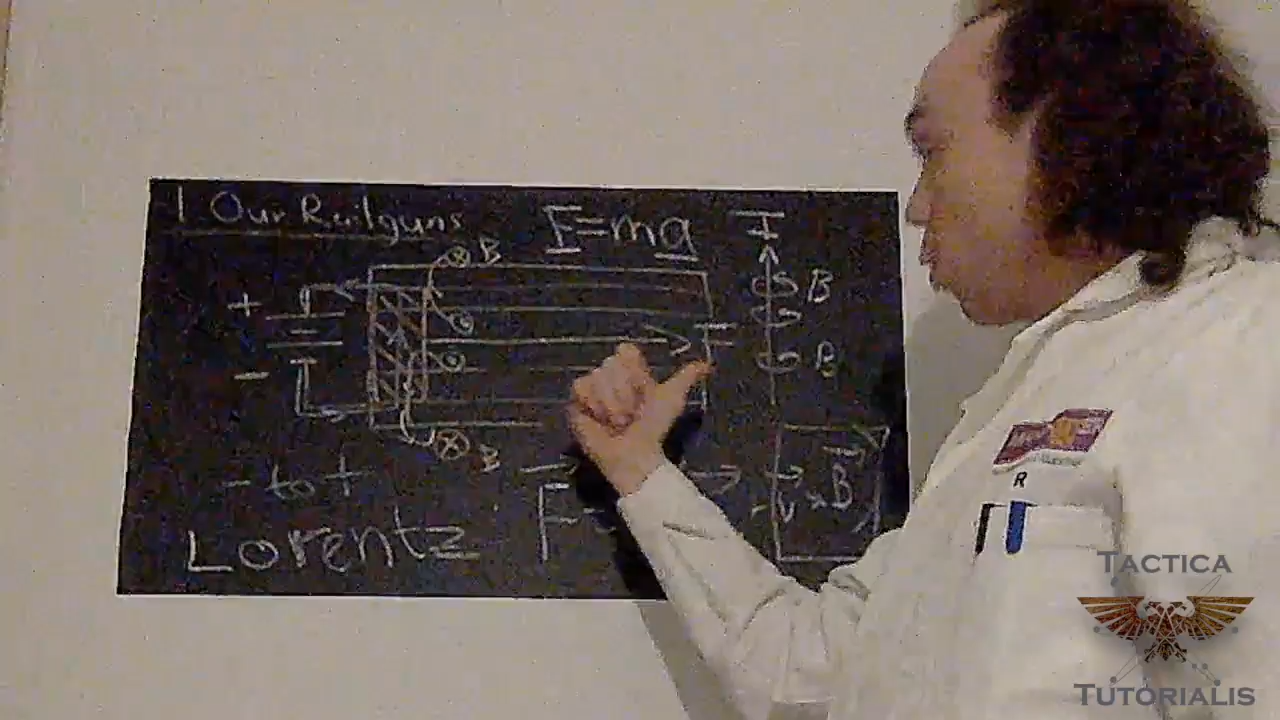 1 Our Railguns
F=ma
I
⊗B
+
B
F
B
-
⊗B
- to +
Lorentz
F=
v×B
R
TACTICA
TUTORIALIS